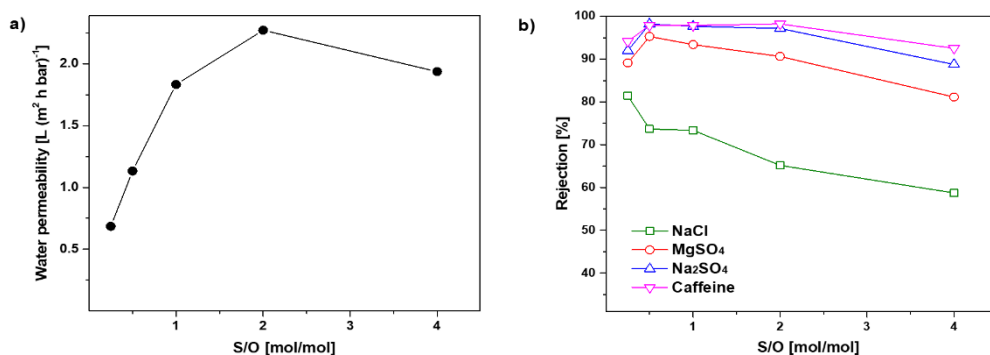 a)
Water permeability [L (m² h bar)⁻¹]
2.0
1.5
1.0
0.5
1
2
3
4
S/O [mol/mol]
b)
Rejection [%]
100
90
80
70
60
50
40
NaCl
MgSO₄
Na₂SO₄
Caffeine
1
2
3
4
S/O [mol/mol]